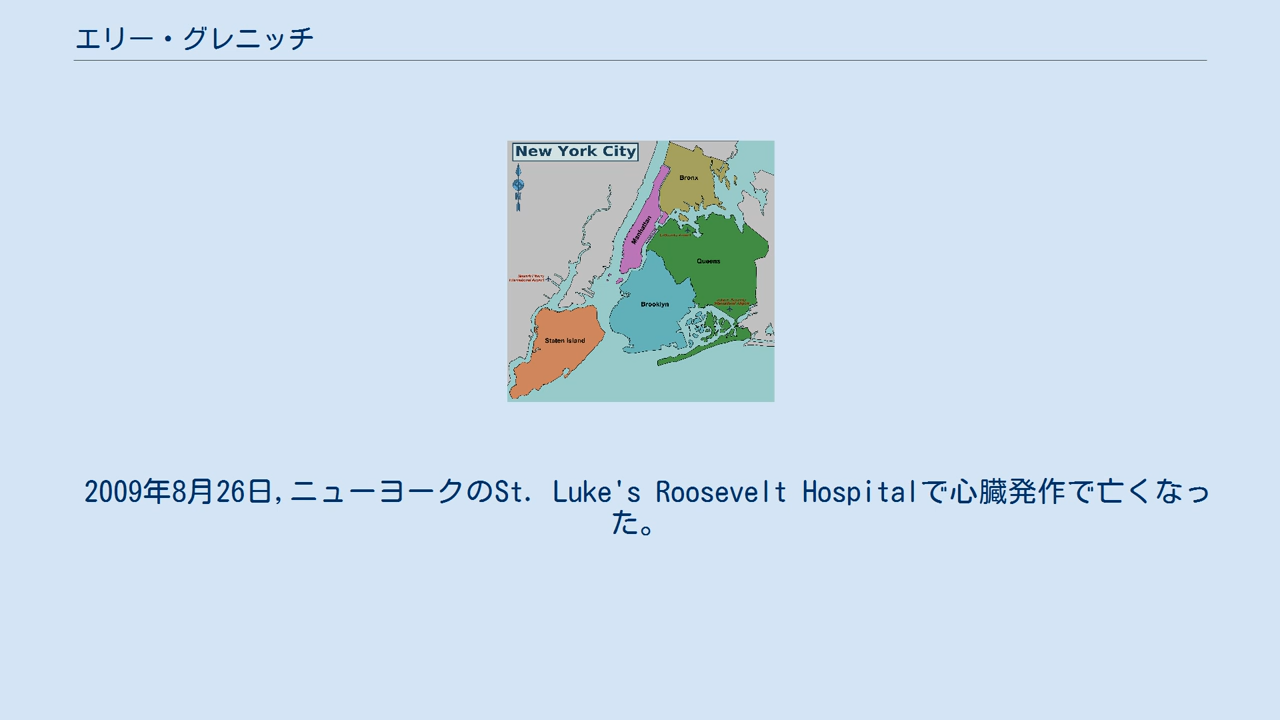 エリー・グレニッチ
New York City
Bronx
Manhattan
Queens
Brooklyn
Staten Island
2009年8月26日,ニューヨークのSt. Luke's Roosevelt Hospitalで心臓発作で亡くなっ
た。